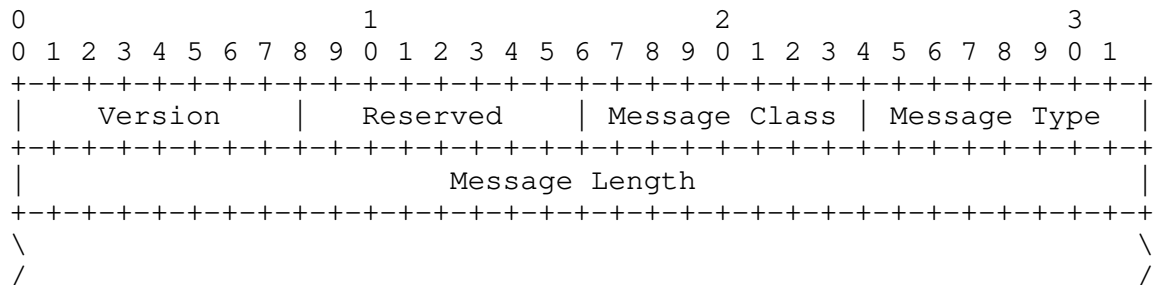 0                   1                   2                   3
0 1 2 3 4 5 6 7 8 9 0 1 2 3 4 5 6 7 8 9 0 1 2 3 4 5 6 7 8 9 0 1
+-+-+-+-+-+-+-+-+-+-+-+-+-+-+-+-+-+-+-+-+-+-+-+-+-+-+-+-+-+-+-+-+
|    Version    |   Reserved    | Message Class | Message Type  |
+-+-+-+-+-+-+-+-+-+-+-+-+-+-+-+-+-+-+-+-+-+-+-+-+-+-+-+-+-+-+-+-+
|                        Message Length                         |
+-+-+-+-+-+-+-+-+-+-+-+-+-+-+-+-+-+-+-+-+-+-+-+-+-+-+-+-+-+-+-+-+
\                                                               \
/                                                               /